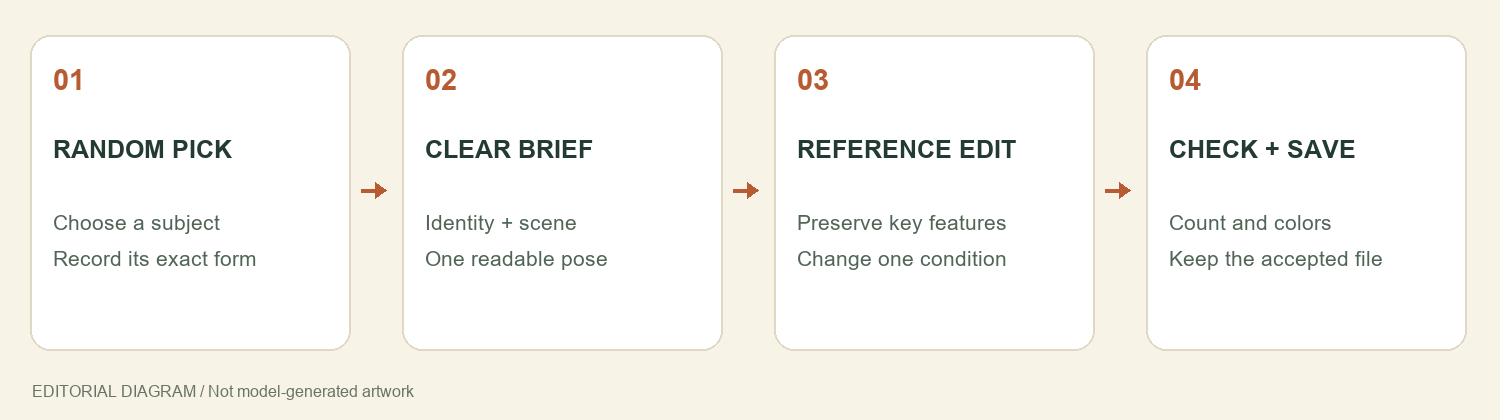 01
RANDOM PICK
Choose a subject
Record its exact form
02
CLEAR BRIEF
Identity + scene
One readable pose
03
REFERENCE EDIT
Preserve key features
Change one condition
04
CHECK + SAVE
Count and colors
Keep the accepted file
EDITORIAL DIAGRAM / Not model-generated artwork